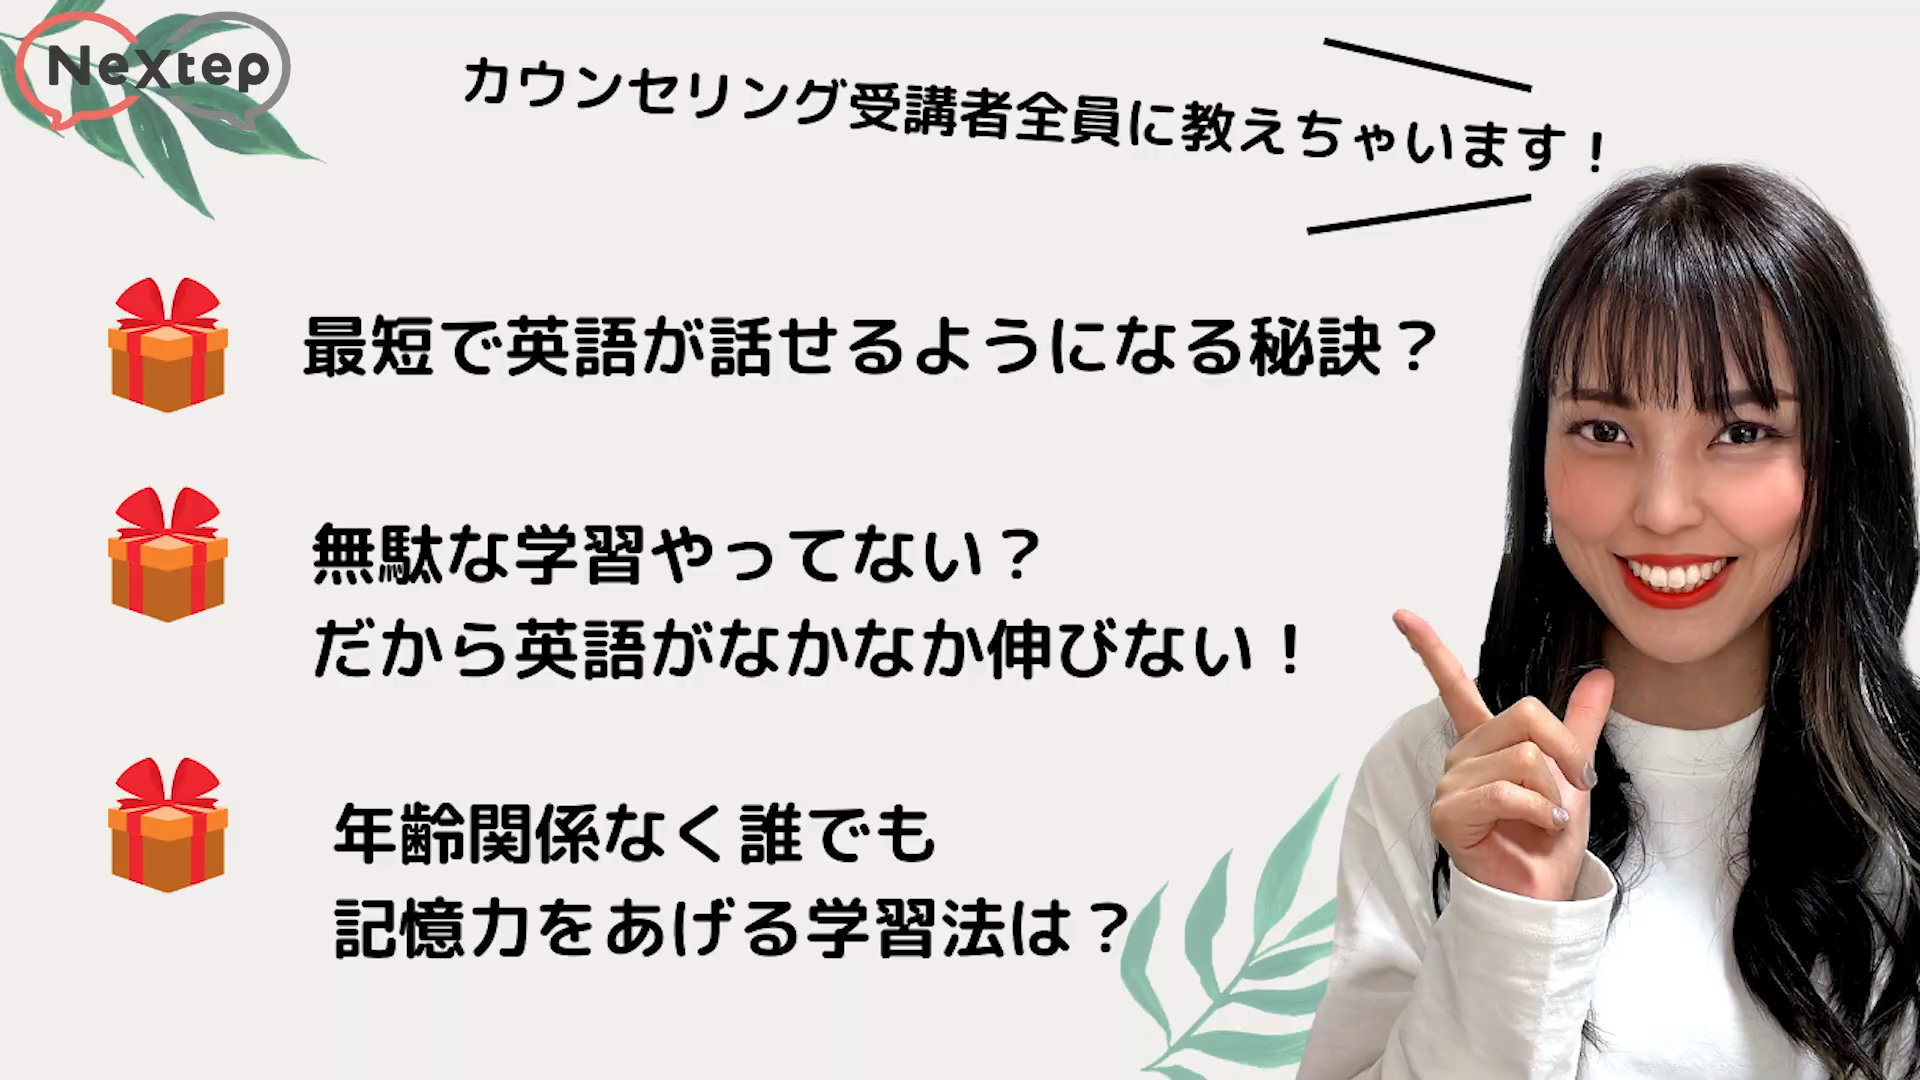 Nextep
カウンセリング受講者全員に教えちゃいます！
最短で英語が話せるようになる秘訣？
無駄な学習やってない？
だから英語がなかなか伸びない！
年齢関係なく誰でも
記憶力をあげる学習法は？